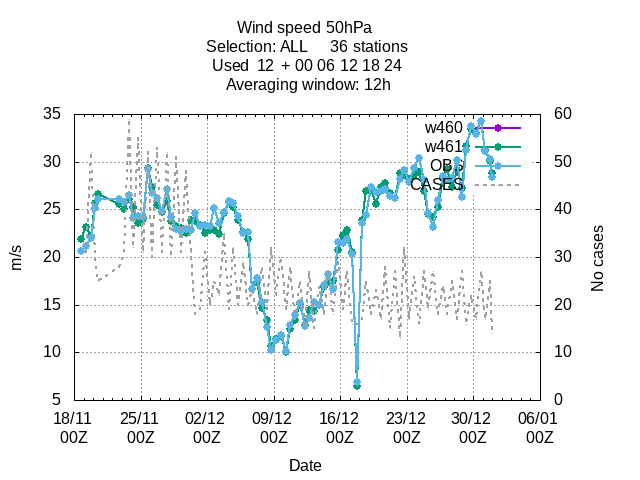 Wind speed 50hPa
Selection: ALL 36 stations
Used 12 + 00 06 12 18 24
Averaging window: 12h
35 60
w460
w461
OBS
30 50
CASES
25 40
m/s
No cases
20 30
15 20
10 10
5 0
18/11 25/11 02/12 09/12 16/12 23/12 30/12 06/01
00Z 00Z 00Z 00Z 00Z 00Z 00Z 00Z
Date